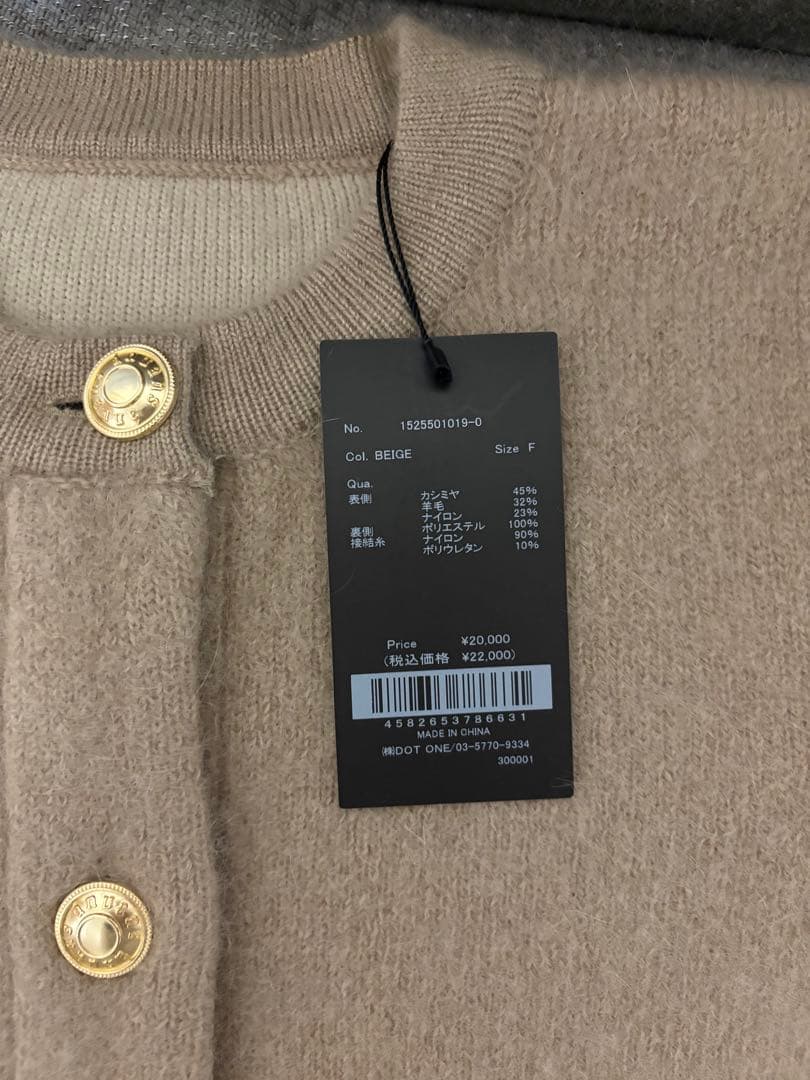 No. 1525501019-0
Col. BEIGE Size F
Qua.
表側 カシミヤ 45%
羊毛 32%
ナイロン 23%
裏側 ポリエステル 100%
接結糸 ナイロン 90%
ポリウレタン 10%
Price ¥20,000
(税込価格 ¥22,000)
4582653786631
MADE IN CHINA
㈱DOT ONE/03-5770-9334
300001